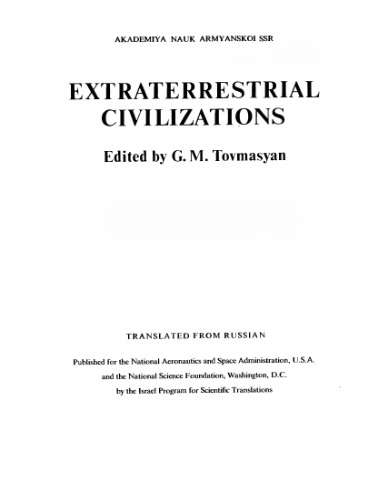 AKADEMIYA NAUK ARMYANSKOI SSR
EXTRATERRESTRIAL
CIVILIZATIONS
Edited by G. M. Tovmasyan
TRANSLATED FROM RUSSIAN
Published for the National Aeronautics and Space Administration, U.S.A.
and the National Science Foundation, Washington, D.C.
by the Israel Program for Scientific Translations